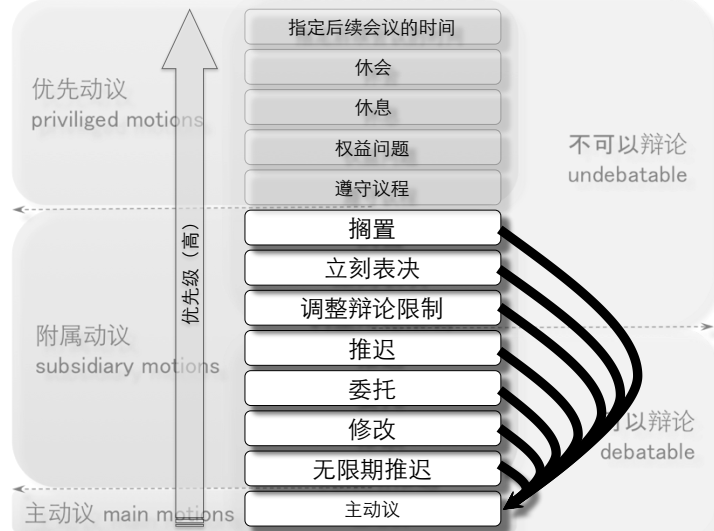 指定后续会议的时间
休会
优先动议
priviliged motions
休息
权益问题
不可以辩论
undebatable
遵守议程
搁置
优先级（高）
立刻表决
调整辩论限制
附属动议
subsidiary motions
推迟
委托
修改
可以辩论
debatable
无限期推迟
主动议 main motions
主动议